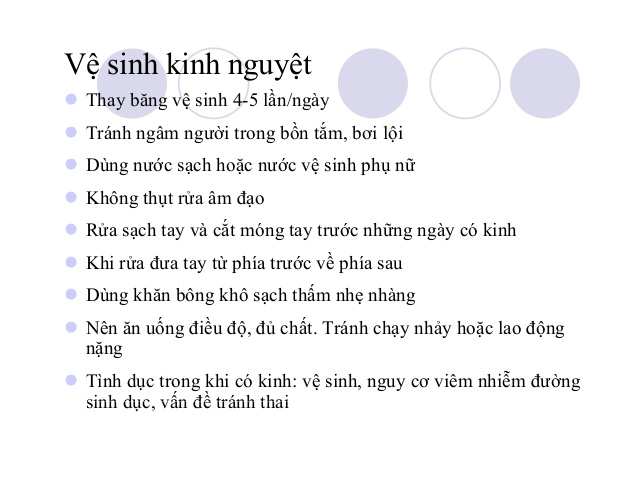 Vệ sinh kinh nguyệt
Thay băng vệ sinh 4-5 lần/ngày
Tránh ngâm người trong bồn tắm, bơi lội
Dùng nước sạch hoặc nước vệ sinh phụ nữ
Không thụt rửa âm đạo
Rửa sạch tay và cắt móng tay trước những ngày có kinh
Khi rửa đưa tay từ phía trước về phía sau
Dùng khăn bông khô sạch thấm nhẹ nhàng
Nên ăn uống điều độ, đủ chất. Tránh chạy nhảy hoặc lao động
nặng
Tình dục trong khi có kinh: vệ sinh, nguy cơ viêm nhiễm đường
sinh dục, vấn đề tránh thai